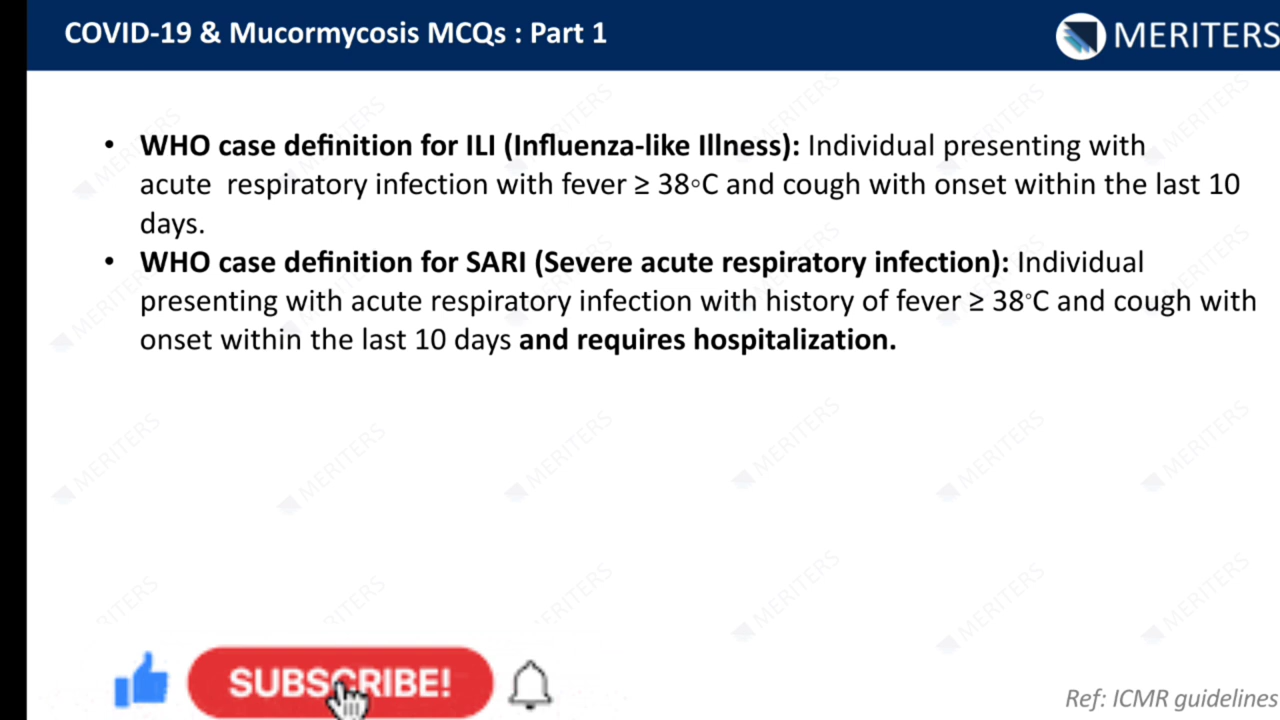 COVID-19 & Mucormycosis MCQs : Part 1
MERITERS
• WHO case definition for ILI (Influenza-like Illness): Individual presenting with
acute respiratory infection with fever ≥ 38◦C and cough with onset within the last 10
days.
• WHO case definition for SARI (Severe acute respiratory infection): Individual
presenting with acute respiratory infection with history of fever ≥ 38◦C and cough with
onset within the last 10 days and requires hospitalization.
SUBSCRIBE!
Ref: ICMR guidelines